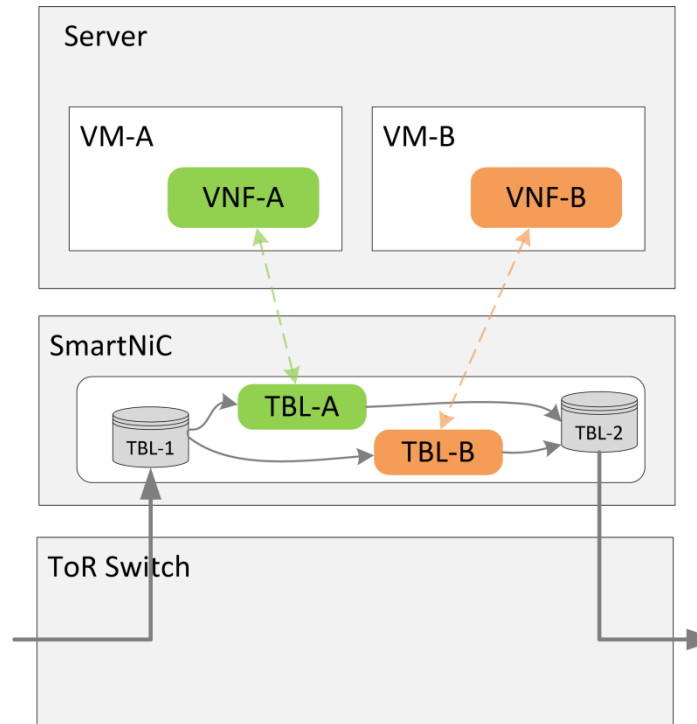 Server
VM-A
VM-B
VNF-A
VNF-B
SmartNiC
TBL-A
TBL-1
TBL-B
TBL-2
ToR Switch